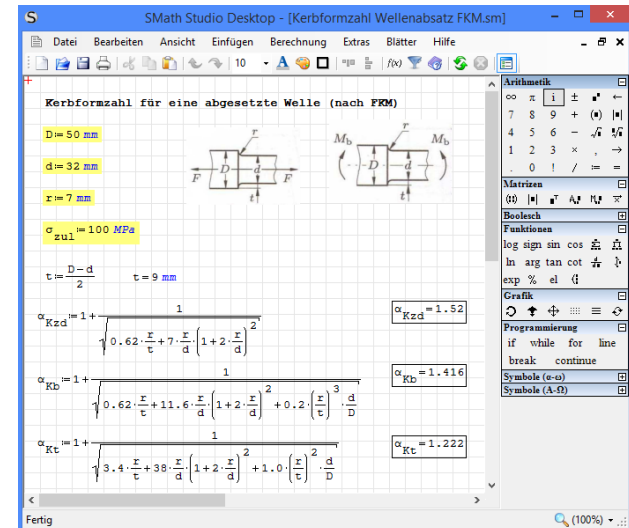 S SMath Studio Desktop - [Kerbformzahl Wellenabsatz FKM.sm]
Datei Bearbeiten Ansicht Einfügen Berechnung Extras Blätter Hilfe
10 A f(x)
Kerbformzahl für eine abgesetzte Welle (nach FKM)
D:=50 mm
d:=32 mm
r:=7 mm
σzul:=100 MPa
r
F D d F
t
Mb r Mb
D d
t
t:=(D-d)/2 t=9 mm
αKzd:=1+1/√(0.62·r/t+7·r/d·(1+2·r/d)^2) αKzd=1.52
αKb:=1+1/√(0.62·r/t+11.6·r/d·(1+2·r/d)^2+0.2·(r/t)^3·d/D) αKb=1.416
αKt:=1+1/√(3.4·r/t+38·r/d·(1+2·r/d)^2+1.0·(r/t)^2·d/D) αKt=1.222
Arithmetik
∞ π i ± ←
7 8 9 + (▪) |▪|
4 5 6 − √
1 2 3 × , →
. 0 ! / := =
Matrizen
Boolesch
Funktionen
log sign sin cos
ln arg tan cot
exp % el
Grafik
Programmierung
if while for line
break continue
Symbole (α-ω)
Symbole (A-Ω)
Fertig (100%)